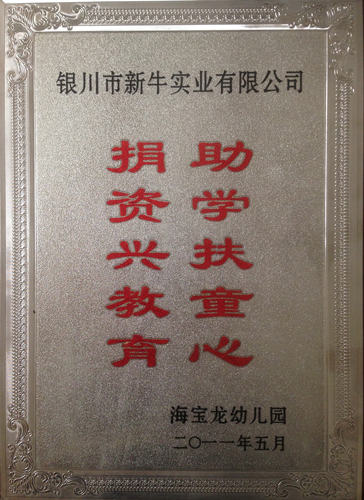 银川市新牛实业有限公司
捐资兴教育
助学扶童心
海宝龙幼儿园
二〇一一年五月